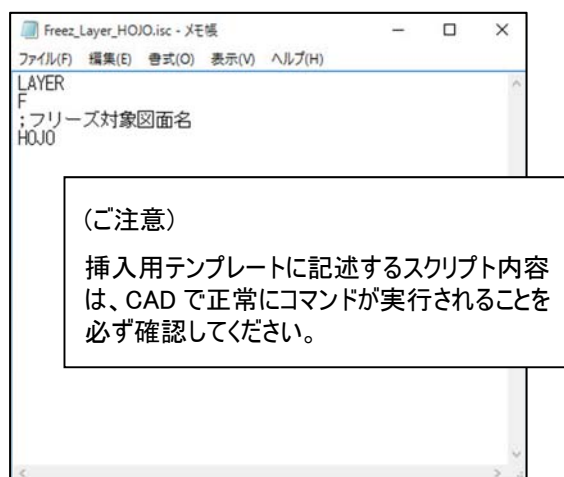 Freez_Layer_HOJO.isc - メモ帳
ファイル(F) 編集(E) 書式(O) 表示(V) ヘルプ(H)
LAYER
F
;フリーズ対象図面名
HOJO
(ご注意)
挿入用テンプレートに記述するスクリプト内容
は、CAD で正常にコマンドが実行されることを
必ず確認してください。